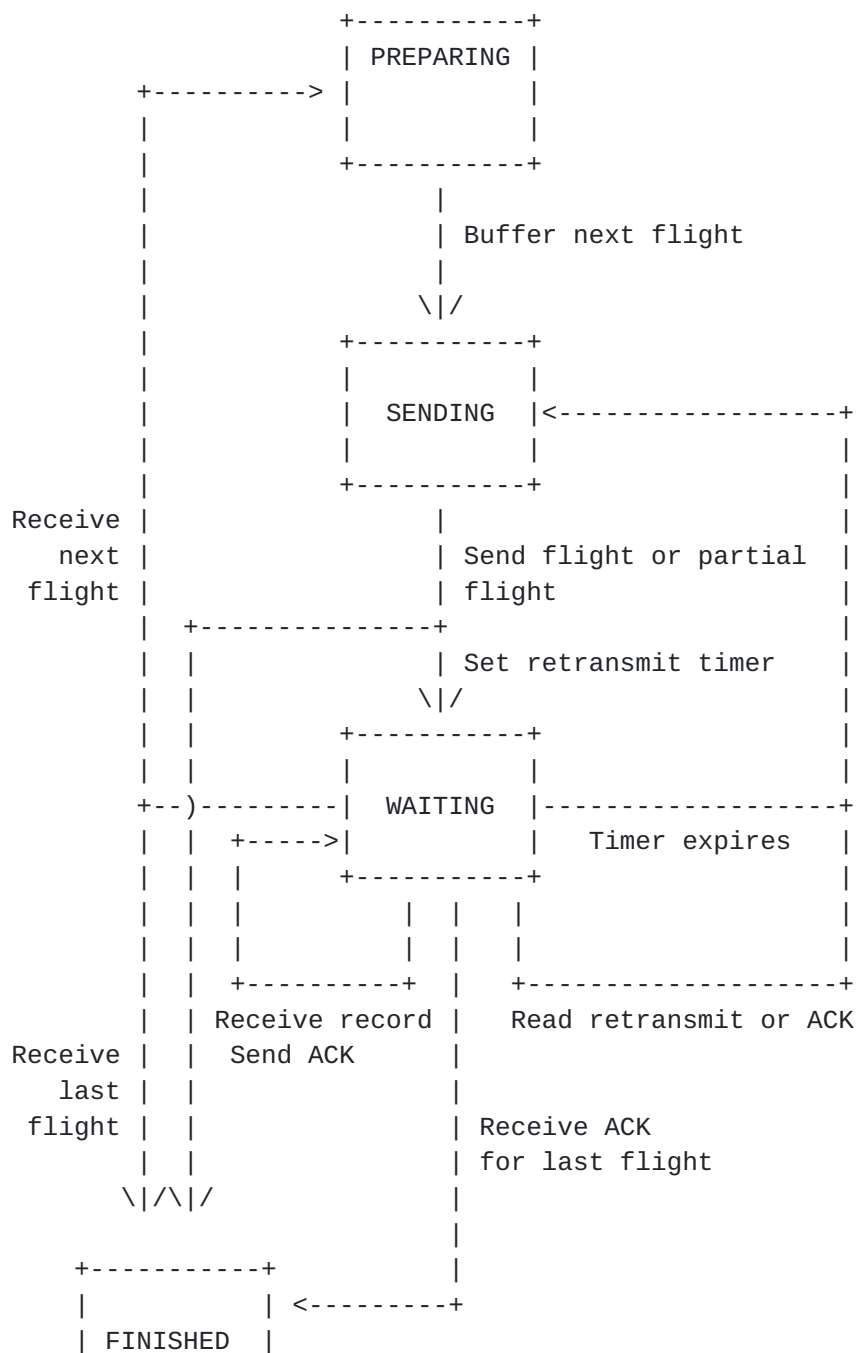 PREPARING
Buffer next flight
SENDING
Receive
next
flight
Send flight or partial
flight
Set retransmit timer
WAITING
Timer expires
Receive record
Send ACK
Read retransmit or ACK
Receive
last
flight
Receive ACK
for last flight
FINISHED